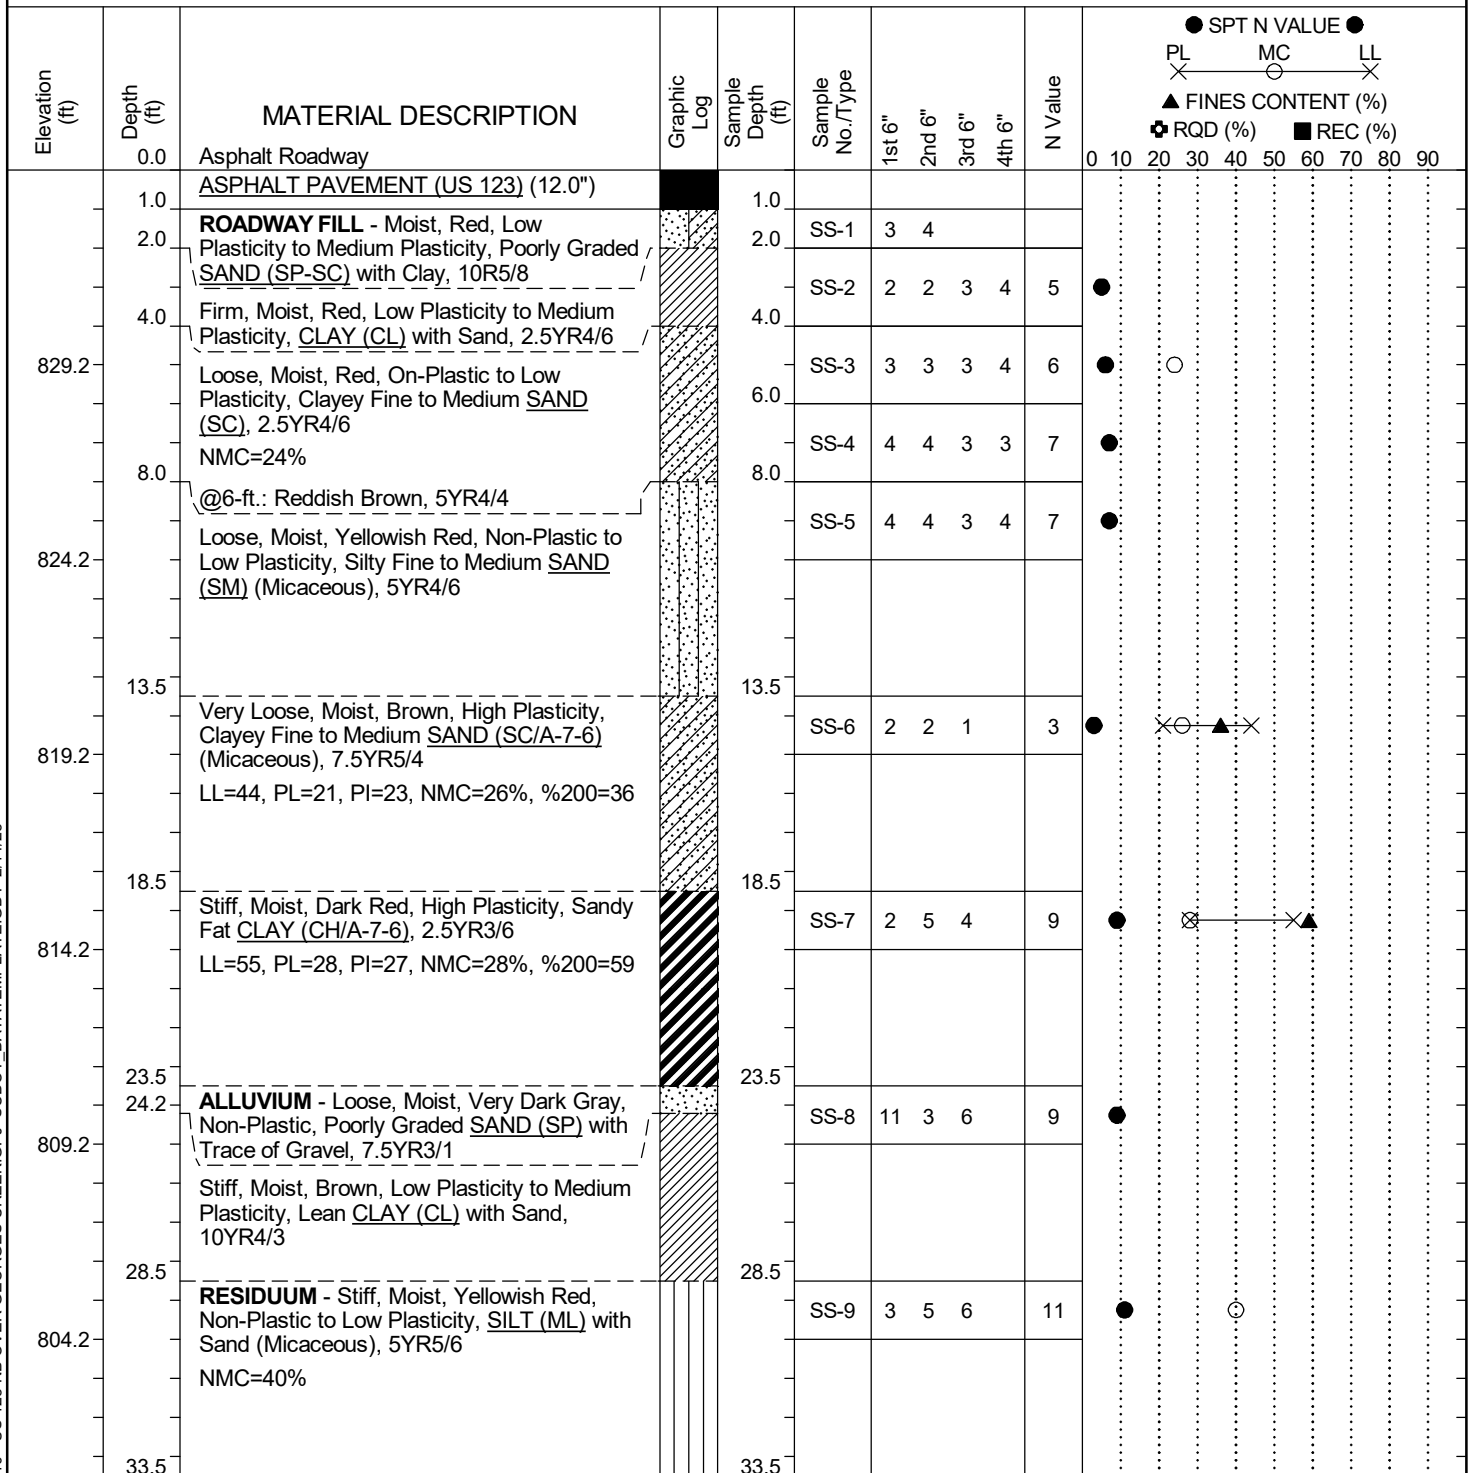 ● SPT N VALUE ●
PL MC LL
▲ FINES CONTENT (%)
RQD (%) ■ REC (%)
Elevation (ft)
Depth (ft)
MATERIAL DESCRIPTION
Graphic Log
Sample Depth (ft)
Sample No./Type
1st 6"
2nd 6"
3rd 6"
4th 6"
N Value
0 10 20 30 40 50 60 70 80 90
0.0 Asphalt Roadway
ASPHALT PAVEMENT (US 123) (12.0")
1.0 1.0
ROADWAY FILL - Moist, Red, Low
SS-1 3 4
2.0 Plasticity to Medium Plasticity, Poorly Graded 2.0
SAND (SP-SC) with Clay, 10R5/8
SS-2 2 2 3 4 5
Firm, Moist, Red, Low Plasticity to Medium
4.0 4.0
Plasticity, CLAY (CL) with Sand, 2.5YR4/6
829.2 SS-3 3 3 3 4 6
Loose, Moist, Red, On-Plastic to Low
Plasticity, Clayey Fine to Medium SAND 6.0
(SC), 2.5YR4/6
SS-4 4 4 3 3 7
NMC=24%
8.0 8.0
@6-ft.: Reddish Brown, 5YR4/4
SS-5 4 4 3 4 7
Loose, Moist, Yellowish Red, Non-Plastic to
824.2 Low Plasticity, Silty Fine to Medium SAND
(SM) (Micaceous), 5YR4/6
13.5 13.5
Very Loose, Moist, Brown, High Plasticity,
SS-6 2 2 1 3
Clayey Fine to Medium SAND (SC/A-7-6)
819.2 (Micaceous), 7.5YR5/4
LL=44, PL=21, PI=23, NMC=26%, %200=36
18.5 18.5
Stiff, Moist, Dark Red, High Plasticity, Sandy
SS-7 2 5 4 9
Fat CLAY (CH/A-7-6), 2.5YR3/6
814.2
LL=55, PL=28, PI=27, NMC=28%, %200=59
23.5 23.5
24.2 ALLUVIUM - Loose, Moist, Very Dark Gray,
SS-8 11 3 6 9
Non-Plastic, Poorly Graded SAND (SP) with
809.2 Trace of Gravel, 7.5YR3/1
Stiff, Moist, Brown, Low Plasticity to Medium
Plasticity, Lean CLAY (CL) with Sand,
10YR4/3
28.5 28.5
RESIDUUM - Stiff, Moist, Yellowish Red,
SS-9 3 5 6 11
Non-Plastic to Low Plasticity, SILT (ML) with
804.2 Sand (Micaceous), 5YR5/6
NMC=40%
33.5 33.5